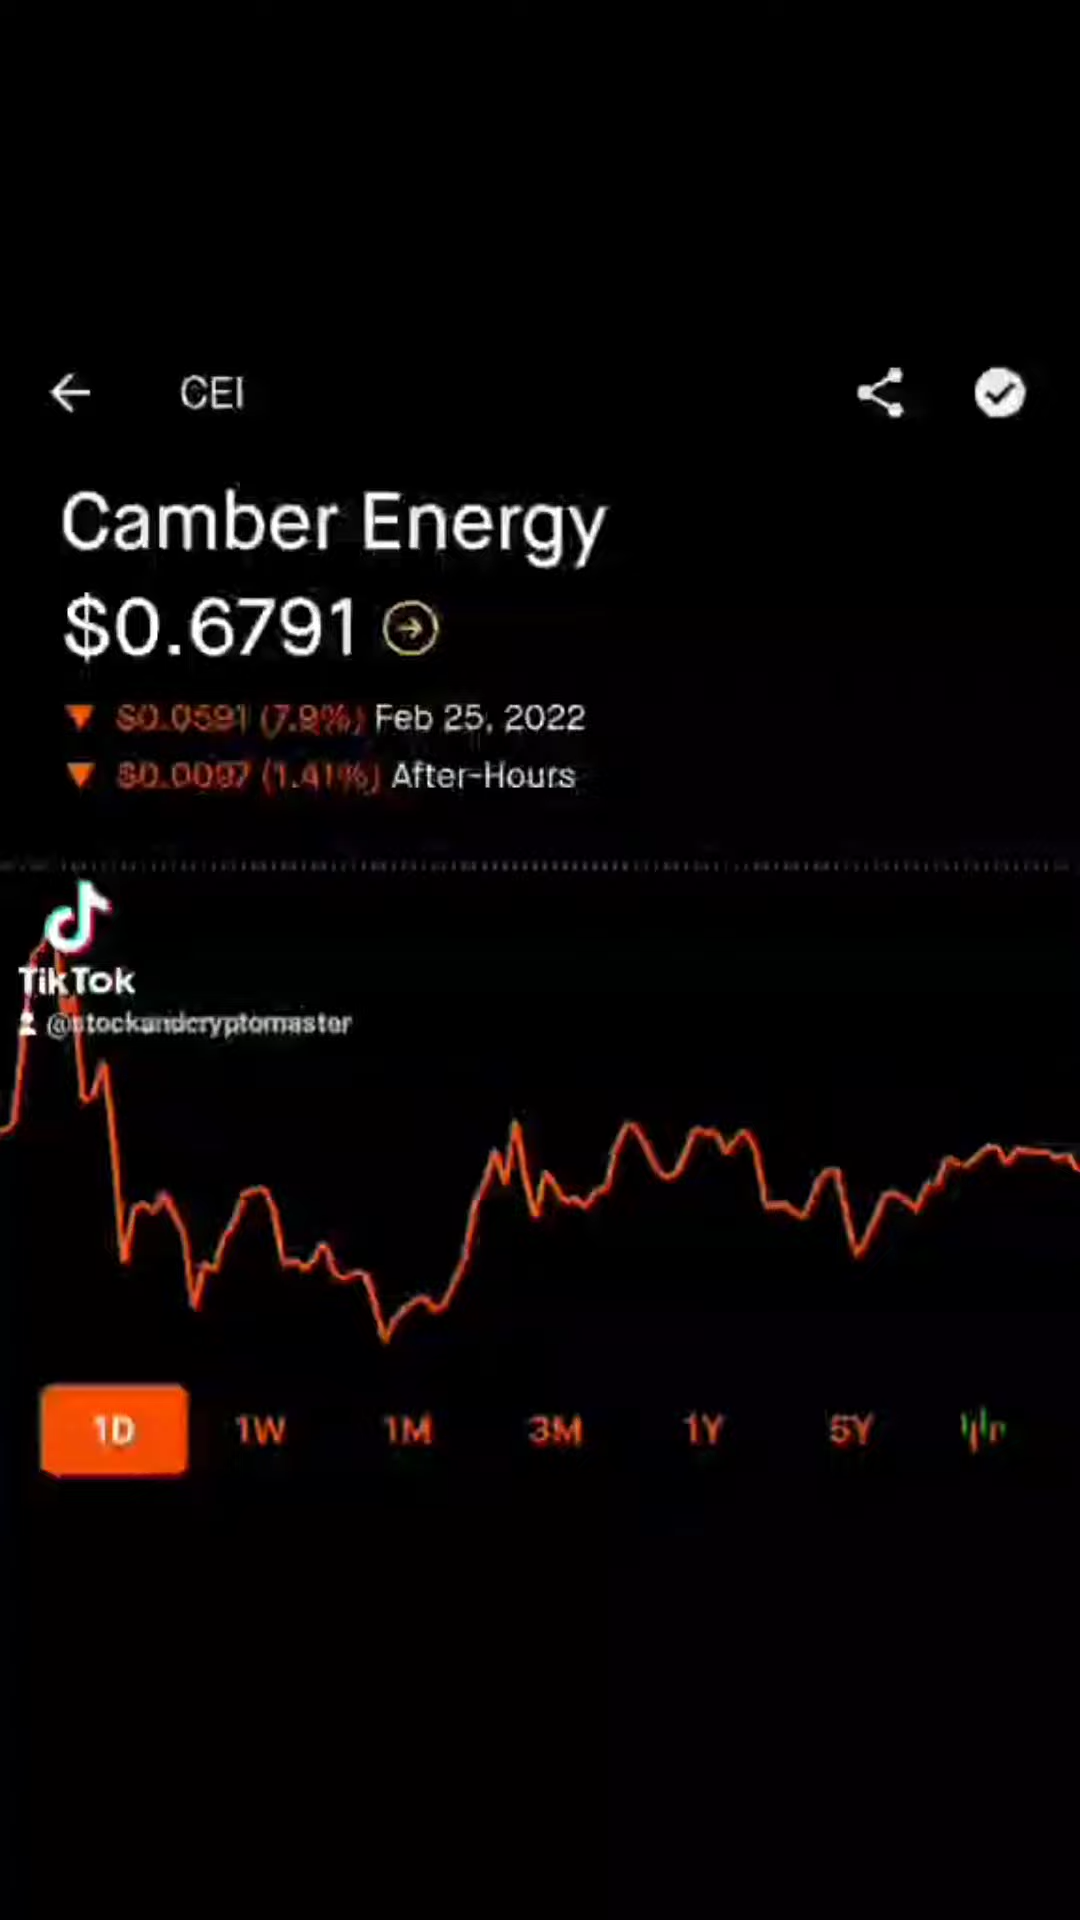 CEI
Camber Energy
$0.6791
$0.0591 (7.9%) Feb 25, 2022
$0.0097 (1.41%) After-Hours
TikTok
@stockandcryptomaster
1D 1W 1M 3M 1Y 5Y